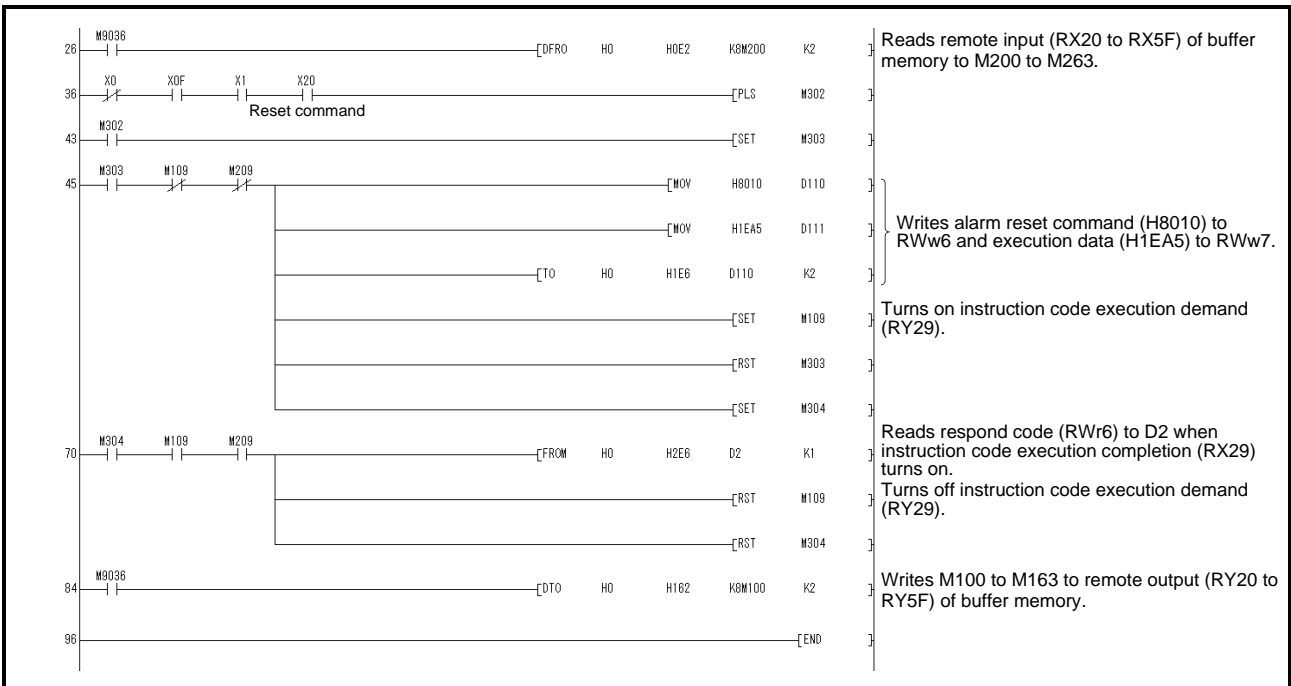 M9036
26 [DFRO H0 H0E2 K8M200 K2 ] Reads remote input (RX20 to RX5F) of buffer
memory to M200 to M263.
X0 X0F X1 X20
36 [PLS M302 ]
Reset command
M302
43 [SET M303 ]
M303 M109 M209
45 [MOV H8010 D110 ]
[MOV H1EA5 D111 ] Writes alarm reset command (H8010) to
RWw6 and execution data (H1EA5) to RWw7.
[TO H0 H1E6 D110 K2 ]
[SET M109 ] Turns on instruction code execution demand
(RY29).
[RST M303 ]
[SET M304 ]
M304 M109 M209
70 [FROM H0 H2E6 D2 K1 ] Reads respond code (RWr6) to D2 when
instruction code execution completion (RX29)
turns on.
[RST M109 ] Turns off instruction code execution demand
(RY29).
[RST M304 ]
M9036
84 [DTO H0 H162 K8M100 K2 ] Writes M100 to M163 to remote output (RY20 to
RY5F) of buffer memory.
96 [END ]